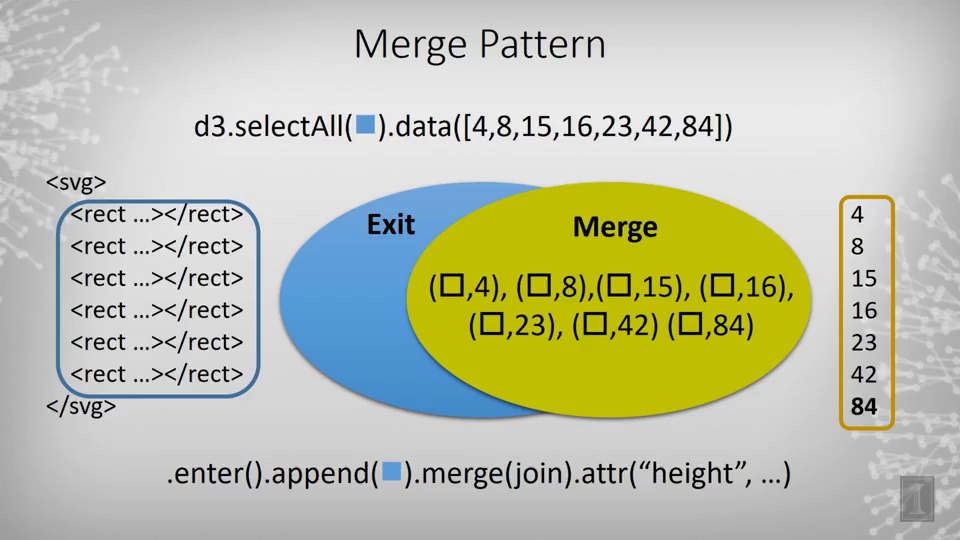 Merge Pattern
d3.selectAll(■).data([4,8,15,16,23,42,84])
<svg>
<rect ...></rect>
<rect ...></rect>
<rect ...></rect>
<rect ...></rect>
<rect ...></rect>
<rect ...></rect>
</svg>
Exit
Merge
(□,4), (□,8),(□,15), (□,16),
(□,23), (□,42) (□,84)
4
8
15
16
23
42
84
.enter().append(■).merge(join).attr(“height”, …)